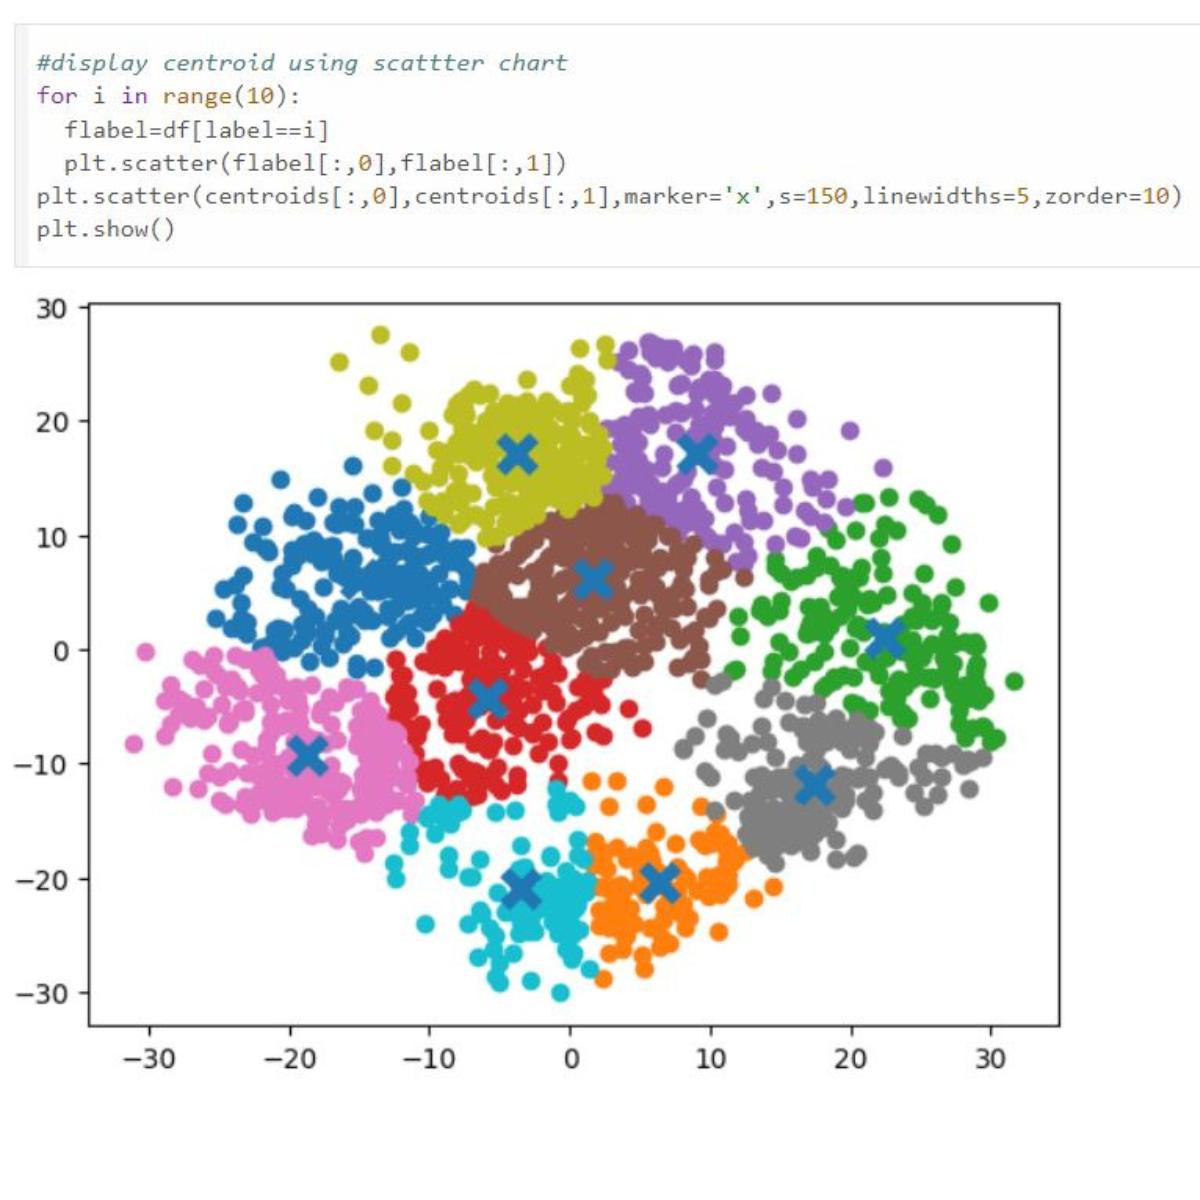 #display centroid using scattter chart
for i in range(10):
  flabel=df[label==i]
  plt.scatter(flabel[:,0],flabel[:,1])
plt.scatter(centroids[:,0],centroids[:,1],marker='x',s=150,linewidths=5,zorder=10)
plt.show()
30
20
10
0
−10
−20
−30
−30 −20 −10 0 10 20 30